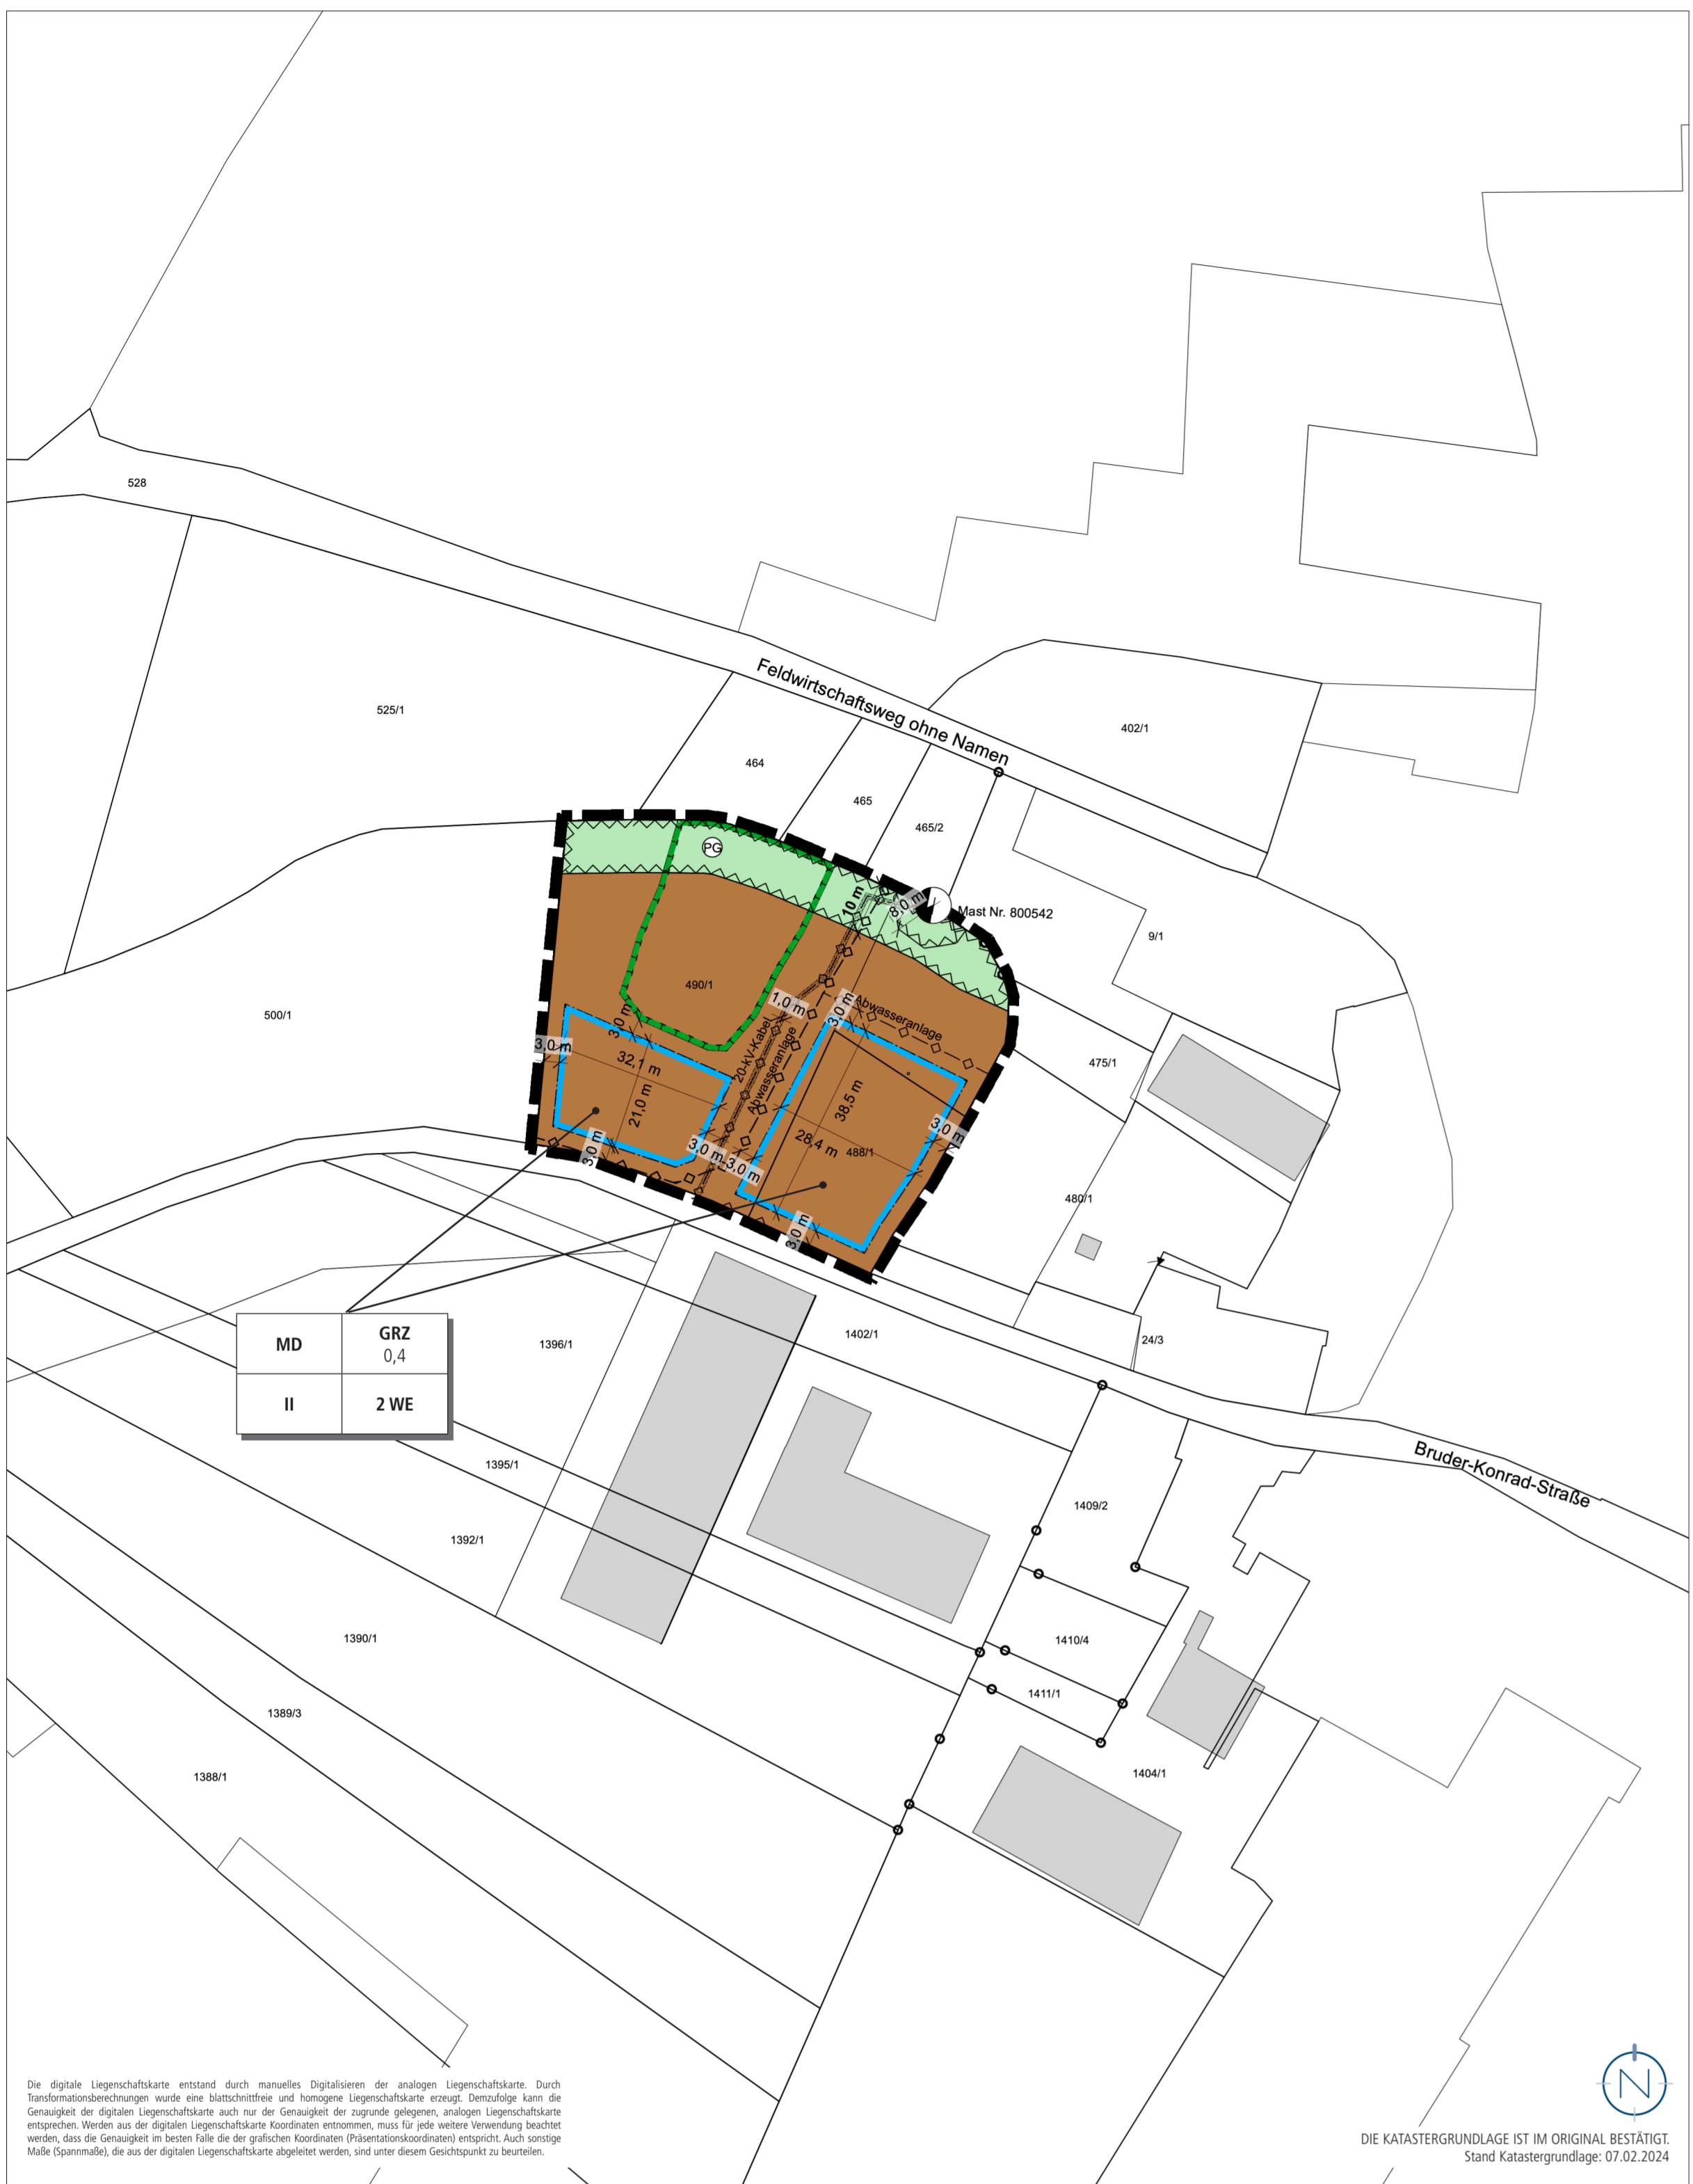 528
525/1
Feldwirtschaftsweg ohne Namen
402/1
464
465
465/2
PG
10 m
8,0 m
Mast Nr. 800542
9/1
490/1
500/1
1,0 m
3,0 m
Abwasseranlage
3,0 m
3,0 m
32,1 m
21,0 m
20-kV-Kabel
Abwasseranlage
38,5 m
475/1
3,0 m
28,4 m
488/1
3,0 m
3,0 m
3,0 m
3,0 m
480/1
MD
GRZ
0,4
II
2 WE
1396/1
1402/1
24/3
Bruder-Konrad-Straße
1395/1
1409/2
1392/1
1390/1
1410/4
1411/1
1389/3
1388/1
1404/1
Die digitale Liegenschaftskarte entstand durch manuelles Digitalisieren der analogen Liegenschaftskarte. Durch
Transformationsberechnungen wurde eine blattschnittfreie und homogene Liegenschaftskarte erzeugt. Demzufolge kann die
Genauigkeit der digitalen Liegenschaftskarte auch nur der Genauigkeit der zugrunde gelegenen, analogen Liegenschaftskarte
entsprechen. Werden aus der digitalen Liegenschaftskarte Koordinaten entnommen, muss für jede weitere Verwendung beachtet
werden, dass die Genauigkeit im besten Falle die der grafischen Koordinaten (Präsentationskoordinaten) entspricht. Auch sonstige
Maße (Spannmaße), die aus der digitalen Liegenschaftskarte abgeleitet werden, sind unter diesem Gesichtspunkt zu beurteilen.
N
DIE KATASTERGRUNDLAGE IST IM ORIGINAL BESTÄTIGT.
Stand Katastergrundlage: 07.02.2024